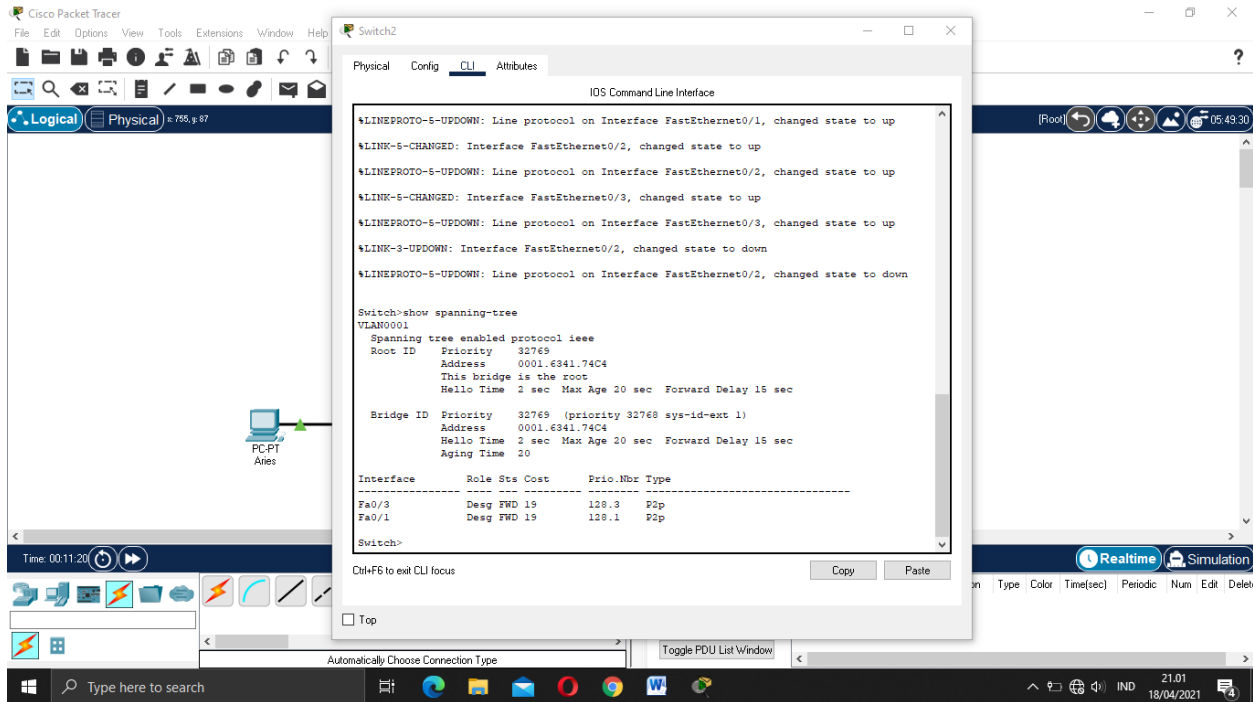 Cisco Packet Tracer
File Edit Options View Tools Extensions Window Help
?
Logical Physical x: 755, y: 87
[Root] 05:49:30
Switch2
Physical Config CLI Attributes
IOS Command Line Interface
%LINEPROTO-5-UPDOWN: Line protocol on Interface FastEthernet0/1, changed state to up
%LINK-5-CHANGED: Interface FastEthernet0/2, changed state to up
%LINEPROTO-5-UPDOWN: Line protocol on Interface FastEthernet0/2, changed state to up
%LINK-5-CHANGED: Interface FastEthernet0/3, changed state to up
%LINEPROTO-5-UPDOWN: Line protocol on Interface FastEthernet0/3, changed state to up
%LINK-3-UPDOWN: Interface FastEthernet0/2, changed state to down
%LINEPROTO-5-UPDOWN: Line protocol on Interface FastEthernet0/2, changed state to down
Switch>show spanning-tree
VLAN0001
Spanning tree enabled protocol ieee
Root ID Priority 32769
Address 0001.6341.74C4
This bridge is the root
Hello Time 2 sec Max Age 20 sec Forward Delay 15 sec
Bridge ID Priority 32769 (priority 32768 sys-id-ext 1)
Address 0001.6341.74C4
Hello Time 2 sec Max Age 20 sec Forward Delay 15 sec
Aging Time 20
Interface Role Sts Cost Prio.Nbr Type
---------------- ---- --- --------- -------- --------------------------------
Fa0/3 Desg FWD 19 128.3 P2p
Fa0/1 Desg FWD 19 128.1 P2p
Switch>
Ctrl+F6 to exit CLI focus
Copy Paste
Top
PC-PT
Aries
Time: 00:11:20
Realtime Simulation
on Type Color Time(sec) Periodic Num Edit Delet
Toggle PDU List Window
Automatically Choose Connection Type
Type here to search
IND
21.01
18/04/2021
4